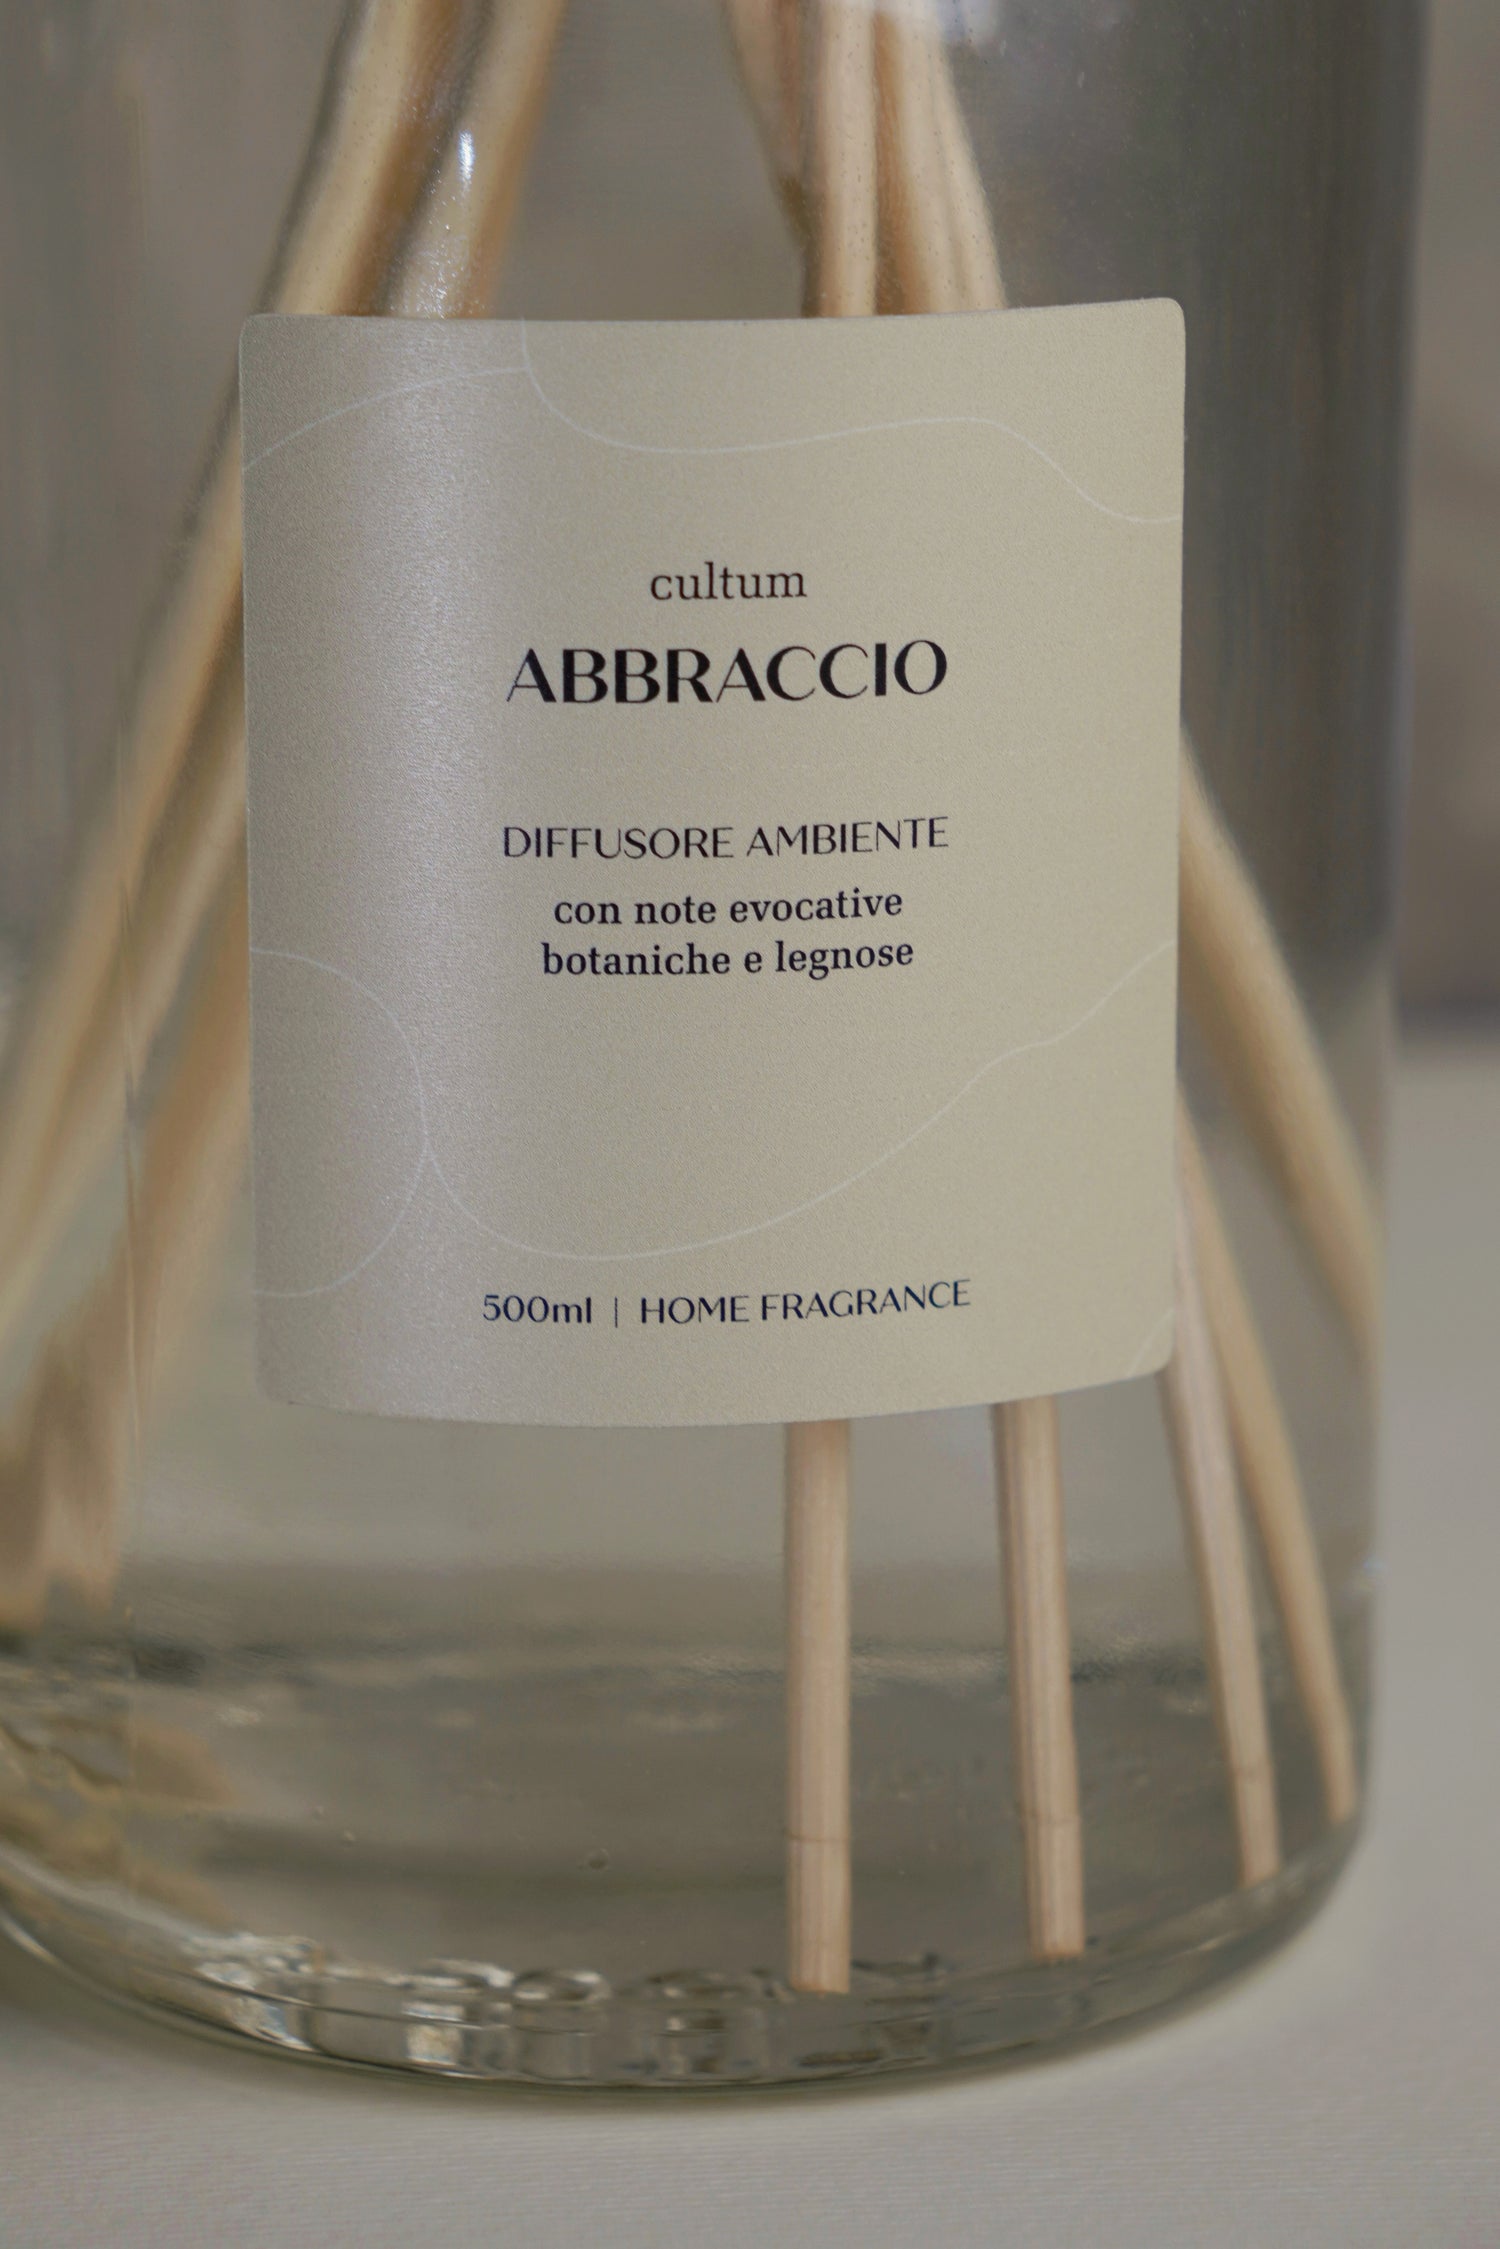 cultum
ABBRACCIO
DIFFUSORE AMBIENTE
con note evocative
botaniche e legnose
500ml | HOME FRAGRANCE